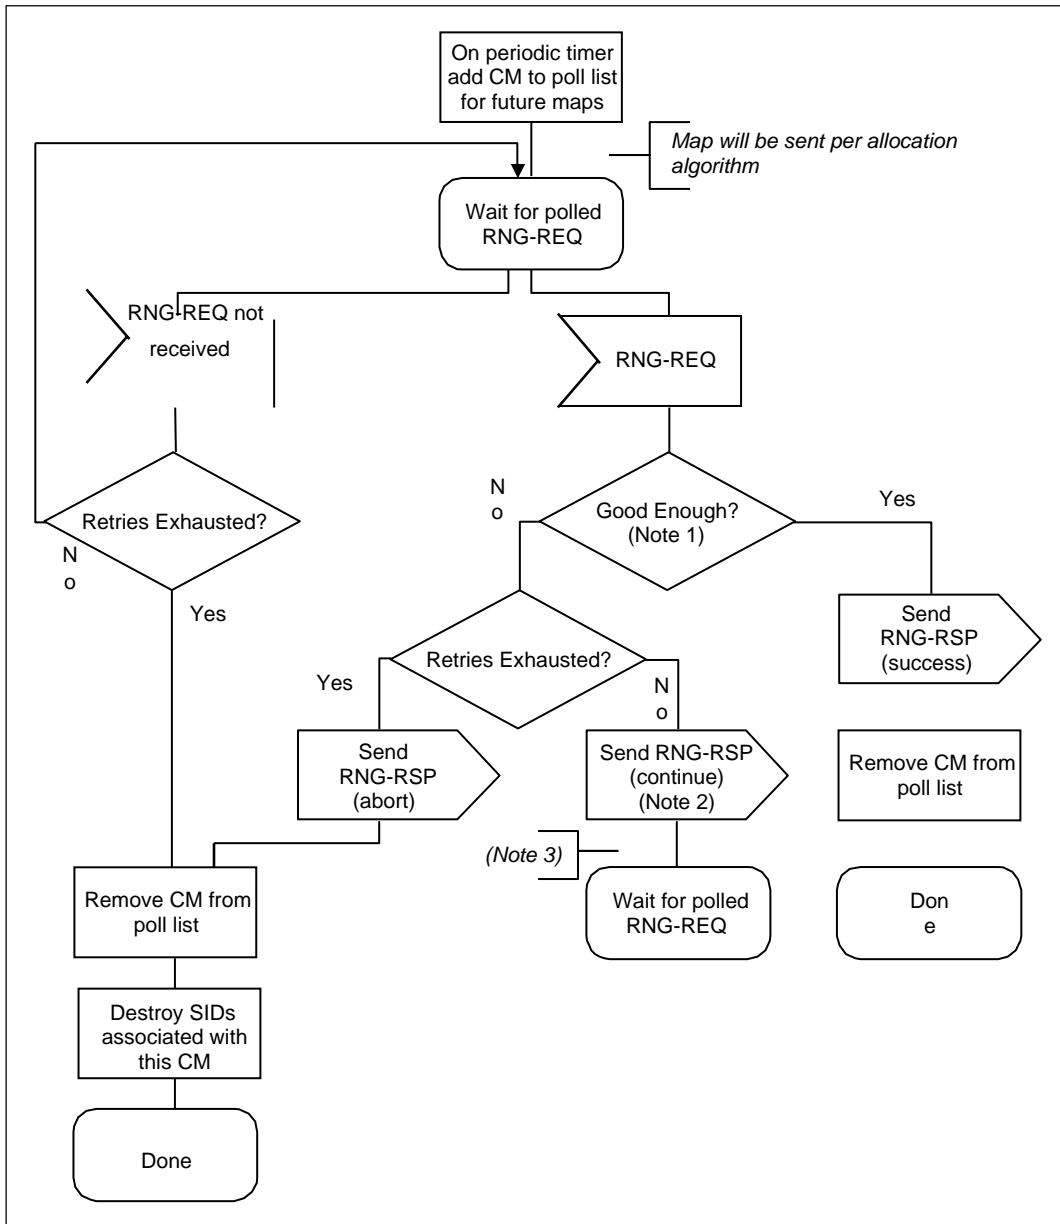 On periodic timer
add CM to poll list
for future maps
Map will be sent per allocation
algorithm
Wait for polled
RNG-REQ
RNG-REQ not
received
RNG-REQ
Retries Exhausted?
N
o
Yes
Good Enough?
(Note 1)
N
o
Yes
Send
RNG-RSP
(success)
Retries Exhausted?
Yes
N
o
Send
RNG-RSP
(abort)
Send RNG-RSP
(continue)
(Note 2)
Remove CM from
poll list
(Note 3)
Remove CM from
poll list
Wait for polled
RNG-REQ
Don
e
Destroy SIDs
associated with
this CM
Done